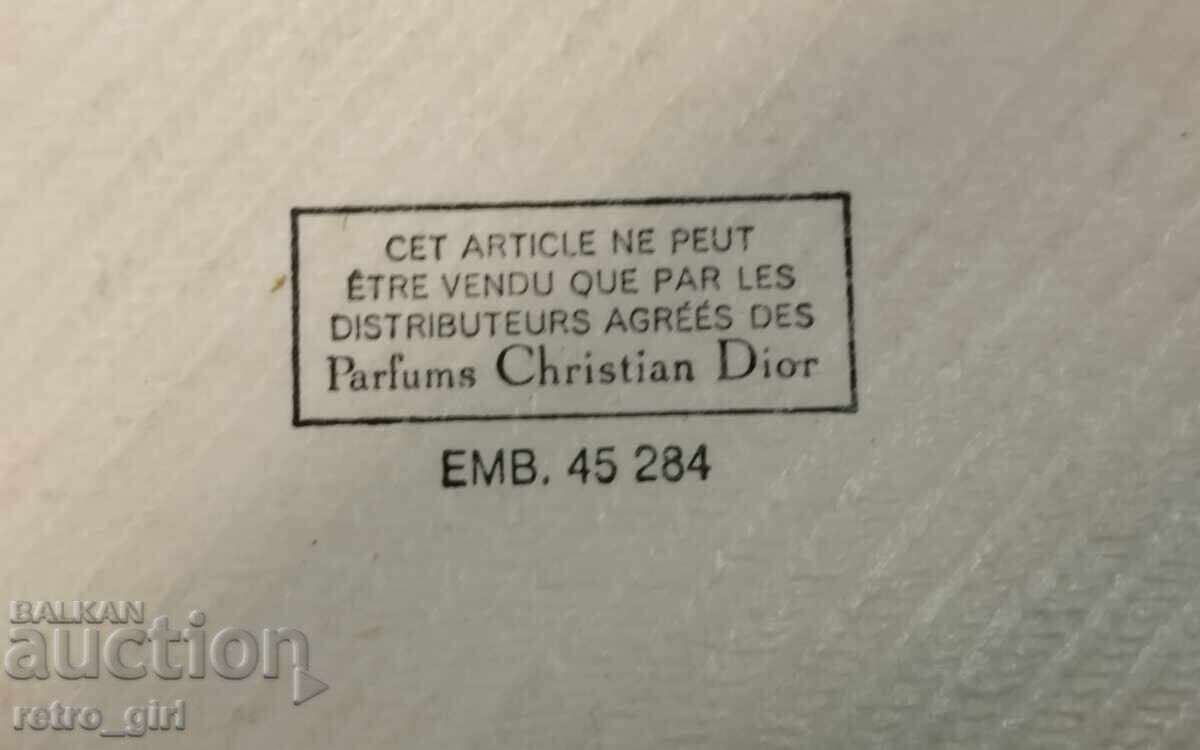 CET ARTICLE NE PEUT
ÊTRE VENDU QUE PAR LES
DISTRIBUTEURS AGRÉÉS DES
Parfums Christian Dior
EMB. 45 284
BALKAN
auction
retro_girl